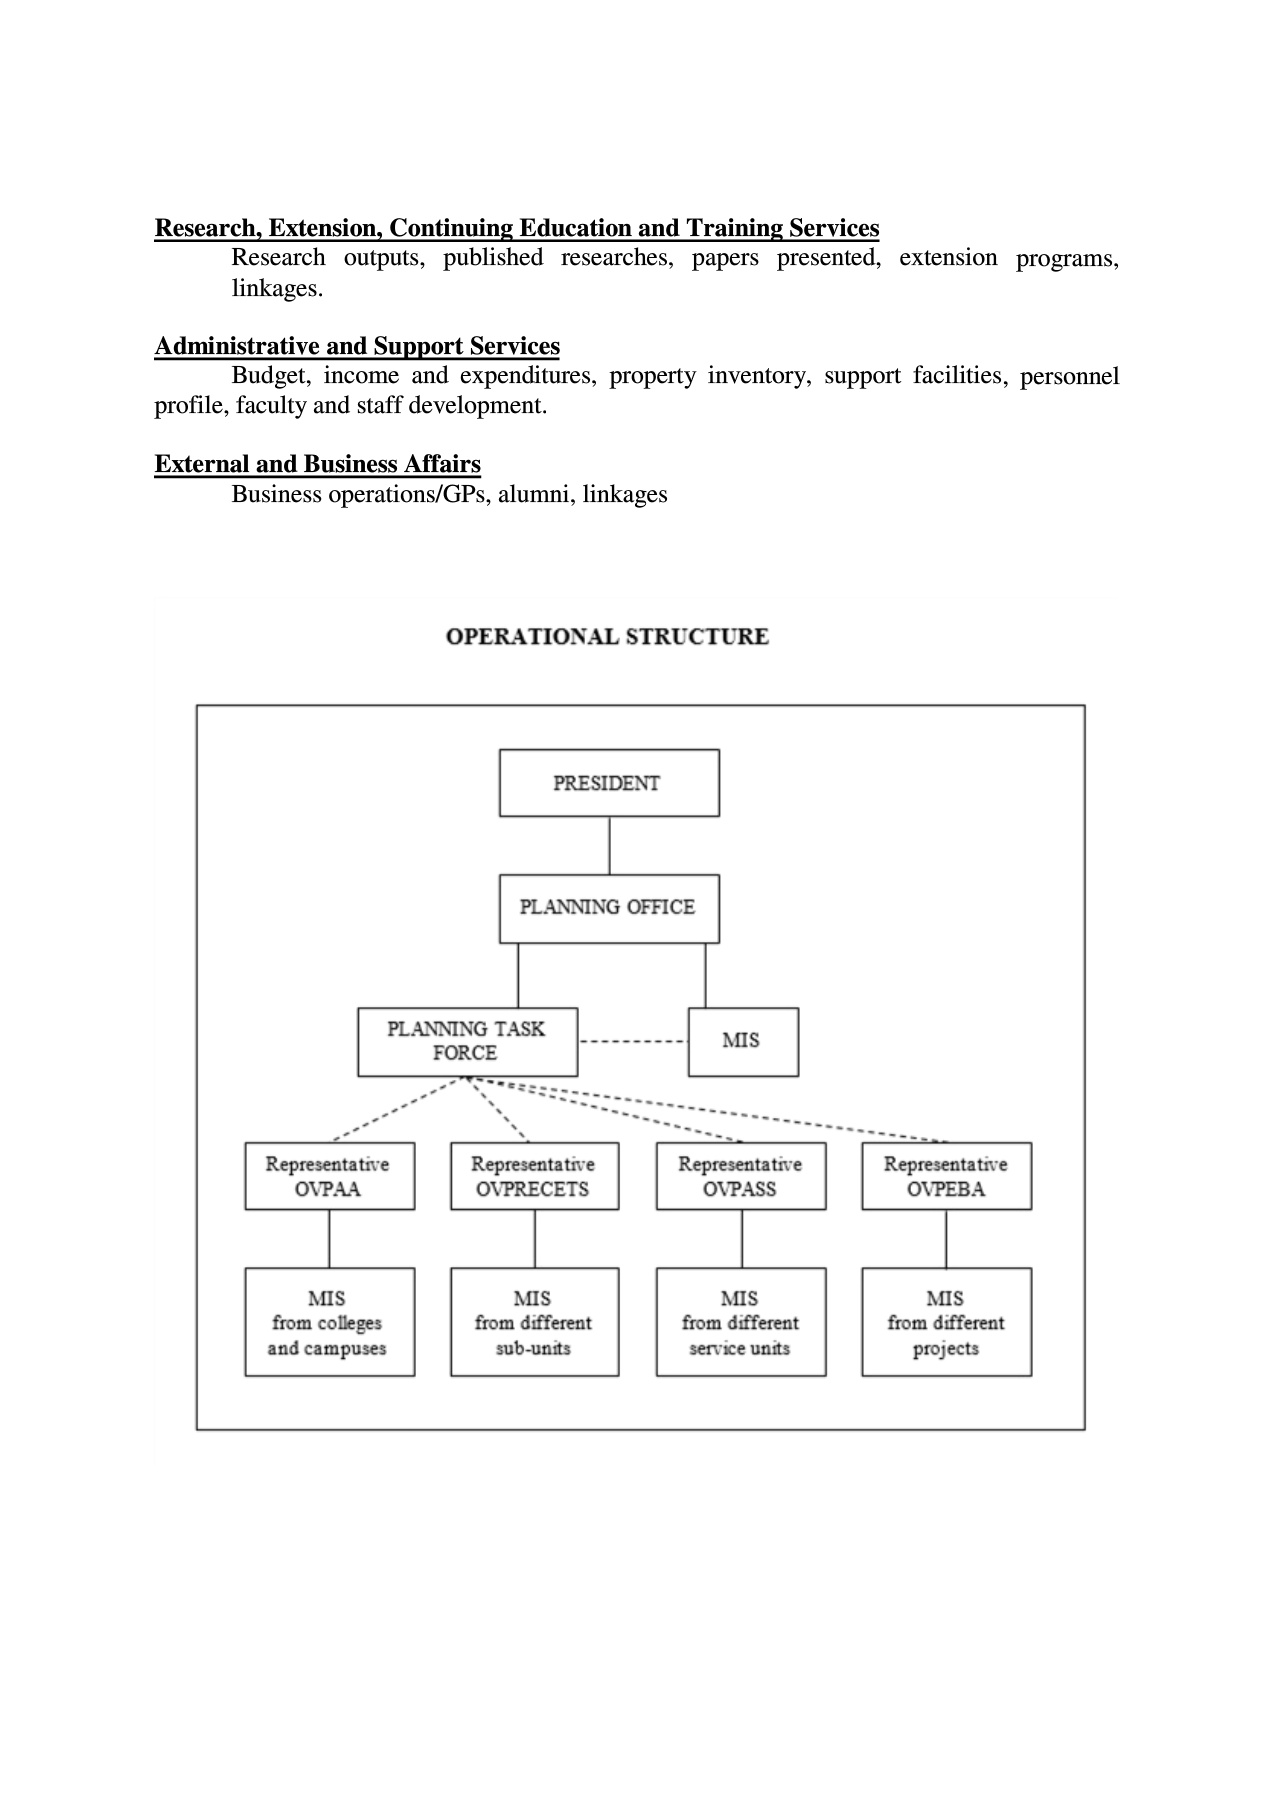 Research, Extension, Continuing Education and Training Services
Research outputs, published researches, papers presented, extension programs,
linkages.
Administrative and Support Services
Budget, income and expenditures, property inventory, support facilities, personnel
profile, faculty and staff development.
External and Business Affairs
Business operations/GPs, alumni, linkages
OPERATIONAL STRUCTURE
PRESIDENT
PLANNING OFFICE
PLANNING TASK
FORCE
MIS
Representative
OVPAA
Representative
OVPRECETS
Representative
OVPASS
Representative
OVPEBA
MIS
from colleges
and campuses
MIS
from different
sub-units
MIS
from different
service units
MIS
from different
projects